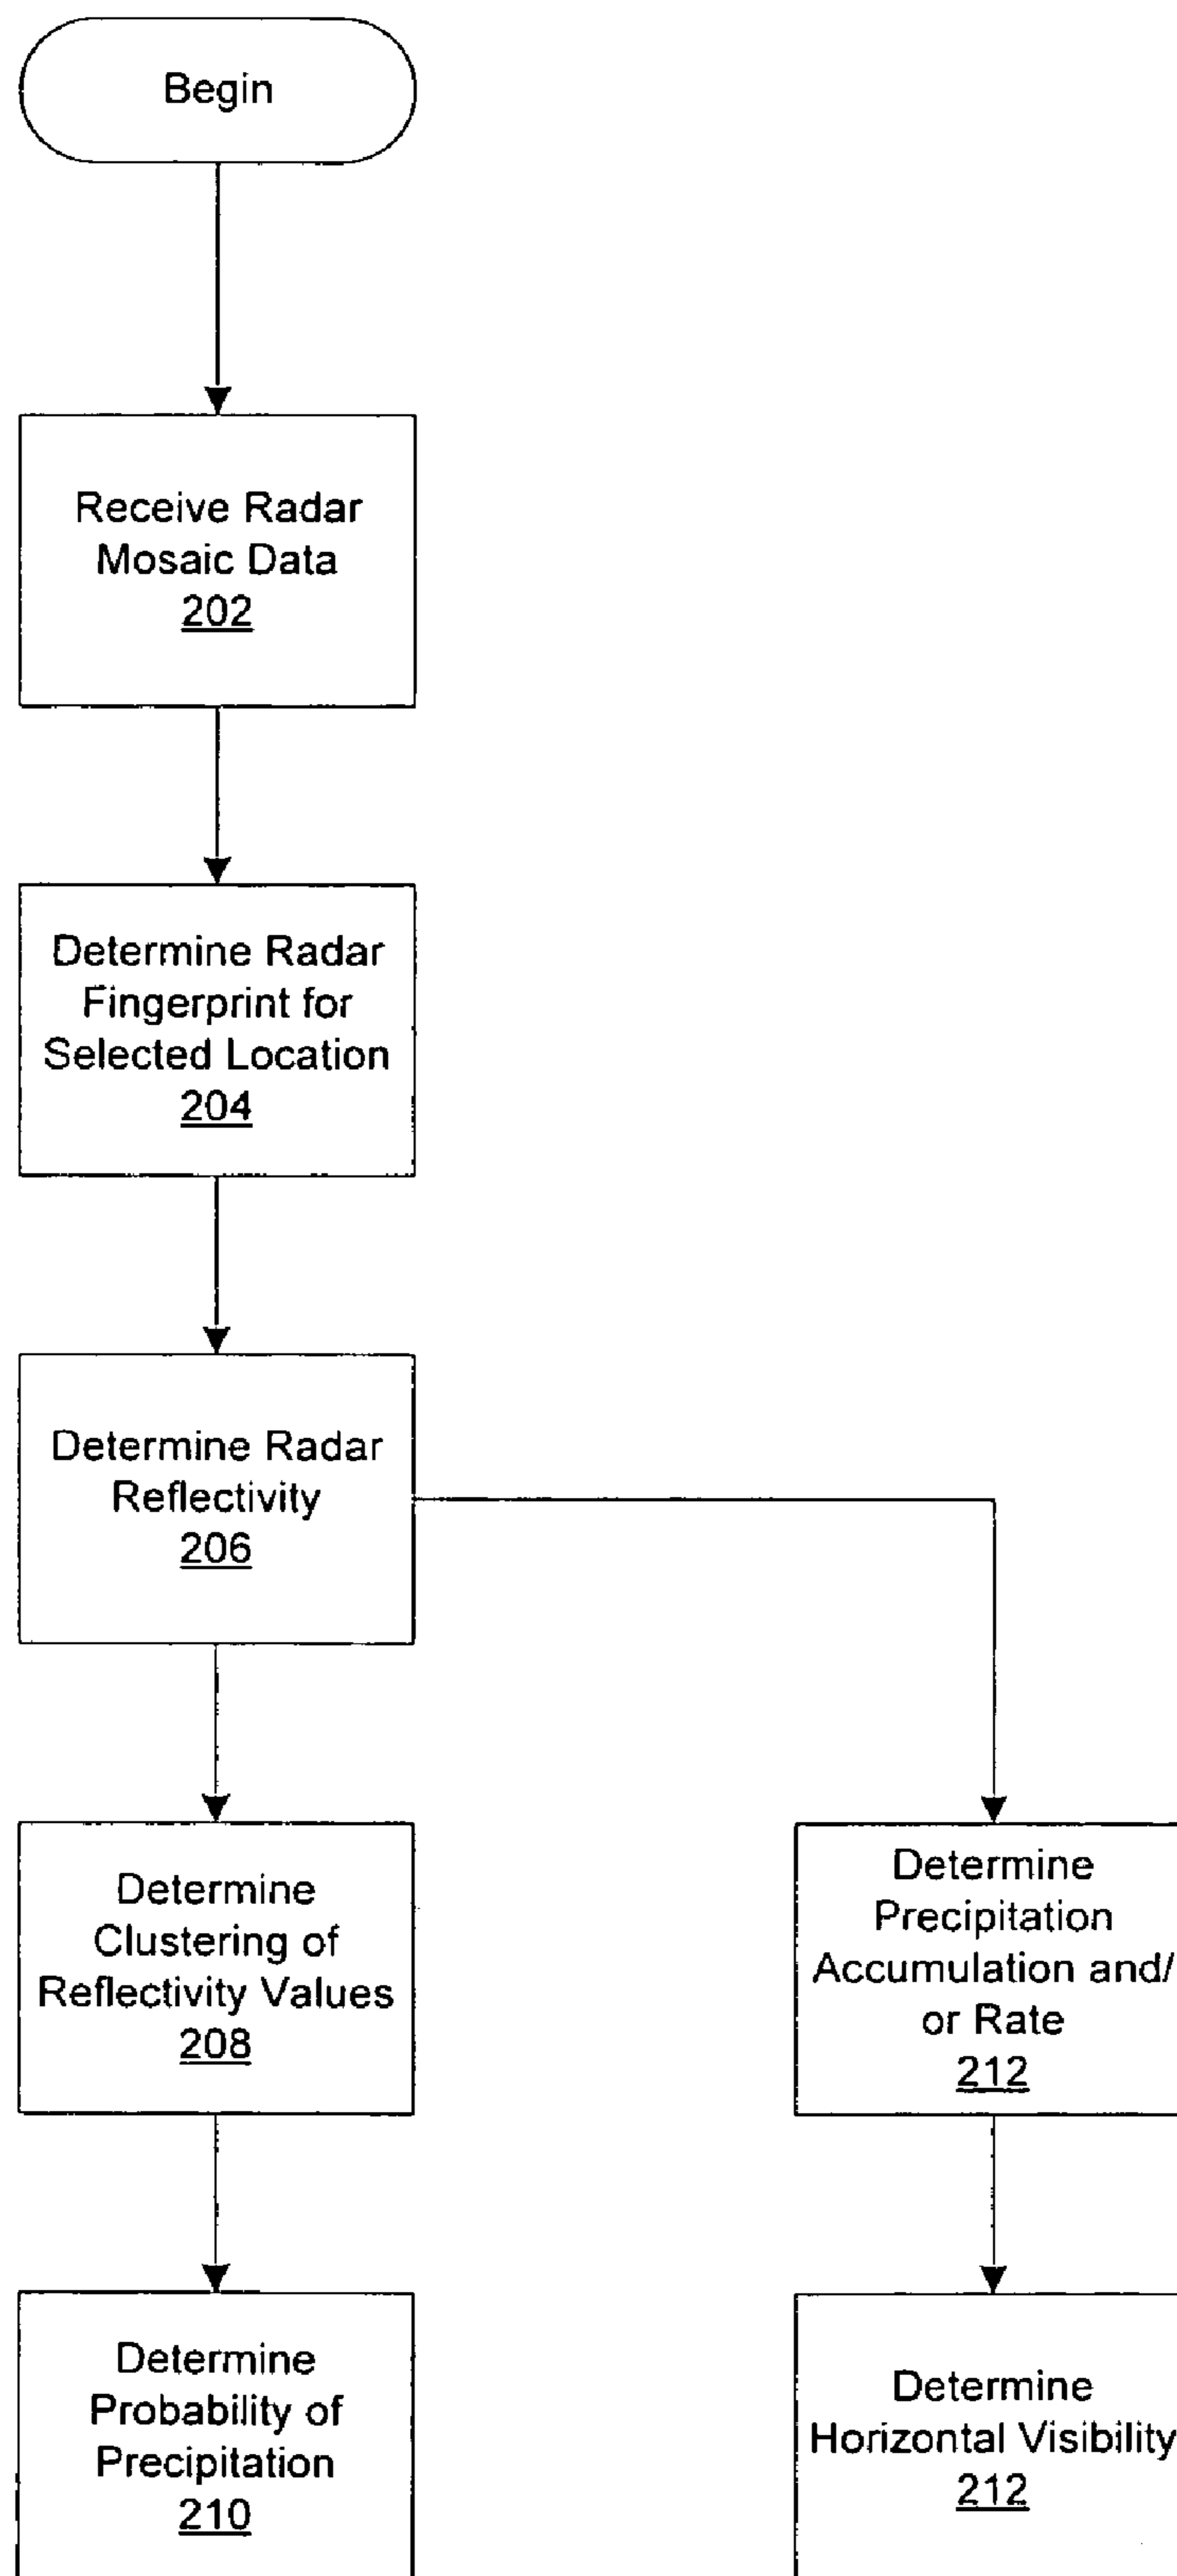 Begin
Receive Radar
Mosaic Data
202
Determine Radar
Fingerprint for
Selected Location
204
Determine Radar
Reflectivity
206
Determine
Clustering of
Reflectivity Values
208
Determine
Precipitation
Accumulation and/
or Rate
212
Determine
Probability of
Precipitation
210
Determine
Horizontal Visibility
212